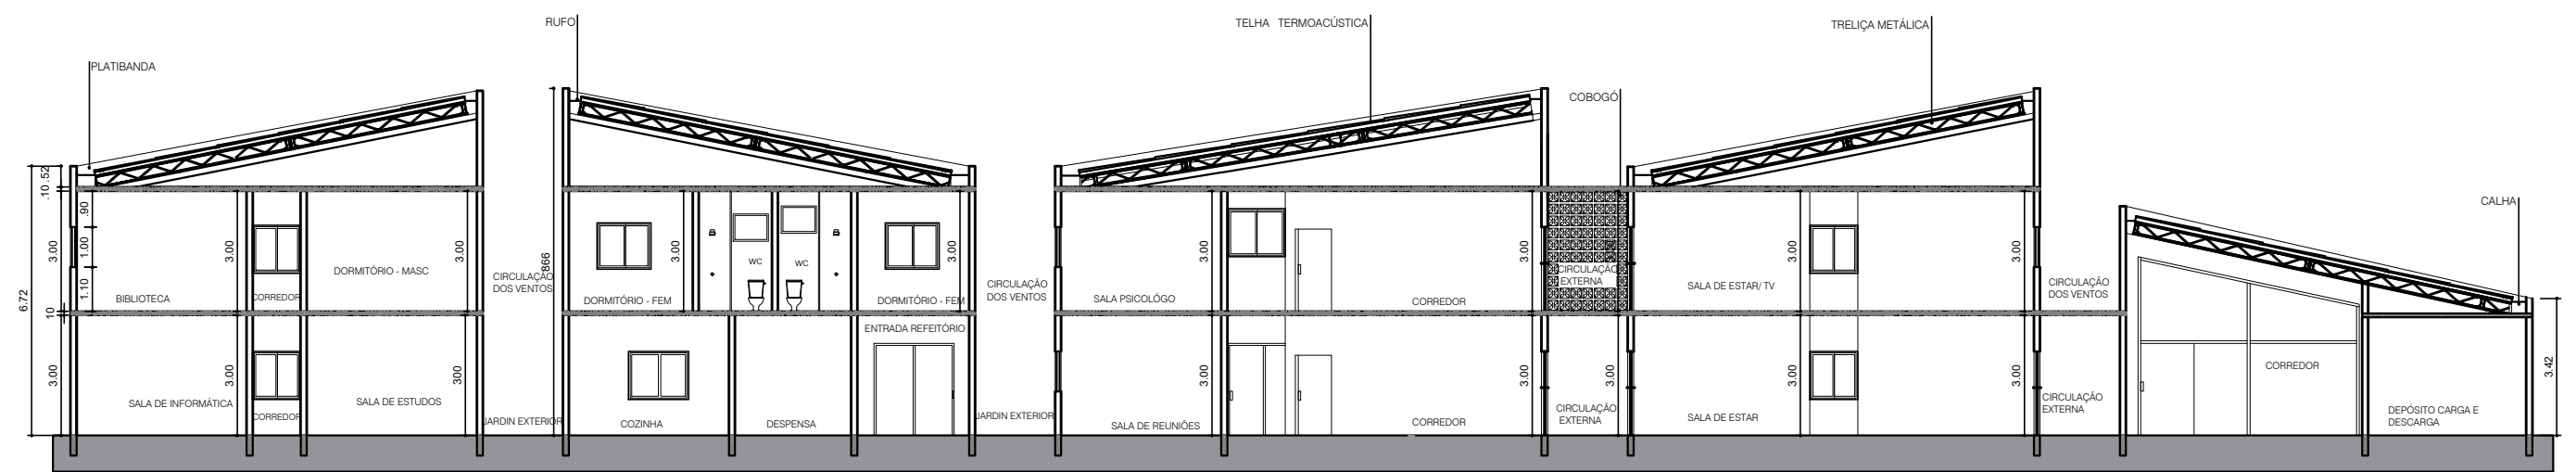 RUFO
TELHA TERMOACÚSTICA
TRELIÇA METÁLICA
PLATIBANDA
COBOGÓ
CALHA
6.72
.10 .52
3.00
10
3.00
.90
1.00
1.10
BIBLIOTECA
3.00
CORREDOR
DORMITÓRIO - MASC
3.00
CIRCULAÇÃO
DOS VENTOS
866
DORMITÓRIO - FEM
3.00
WC
WC
DORMITÓRIO - FEM
3.00
CIRCULAÇÃO
DOS VENTOS
SALA PSICOLÓGO
3.00
CORREDOR
3.00
CIRCULAÇÃO
EXTERNA
SALA DE ESTAR/ TV
3.00
3.00
CIRCULAÇÃO
DOS VENTOS
SALA DE INFORMÁTICA
3.00
CORREDOR
SALA DE ESTUDOS
300
JARDIN EXTERIOR
COZINHA
DESPENSA
ENTRADA REFEITÓRIO
JARDIN EXTERIOR
SALA DE REUNIÕES
3.00
CORREDOR
3.00
CIRCULAÇÃO
EXTERNA
3.00
SALA DE ESTAR
3.00
3.00
CIRCULAÇÃO
EXTERNA
CORREDOR
DEPÓSITO CARGA E
DESCARGA
3.42